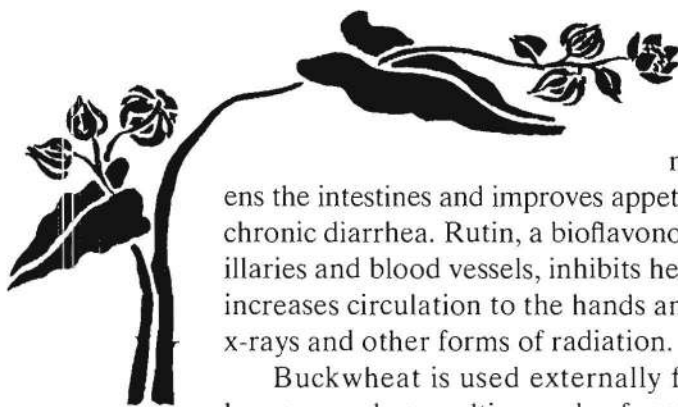 ens the intestines and improves appet
chronic diarrhea. Rutin, a bioflavono
illaries and blood vessels, inhibits he
increases circulation to the hands a
x-rays and other forms of radiation.
Buckwheat is used externally f